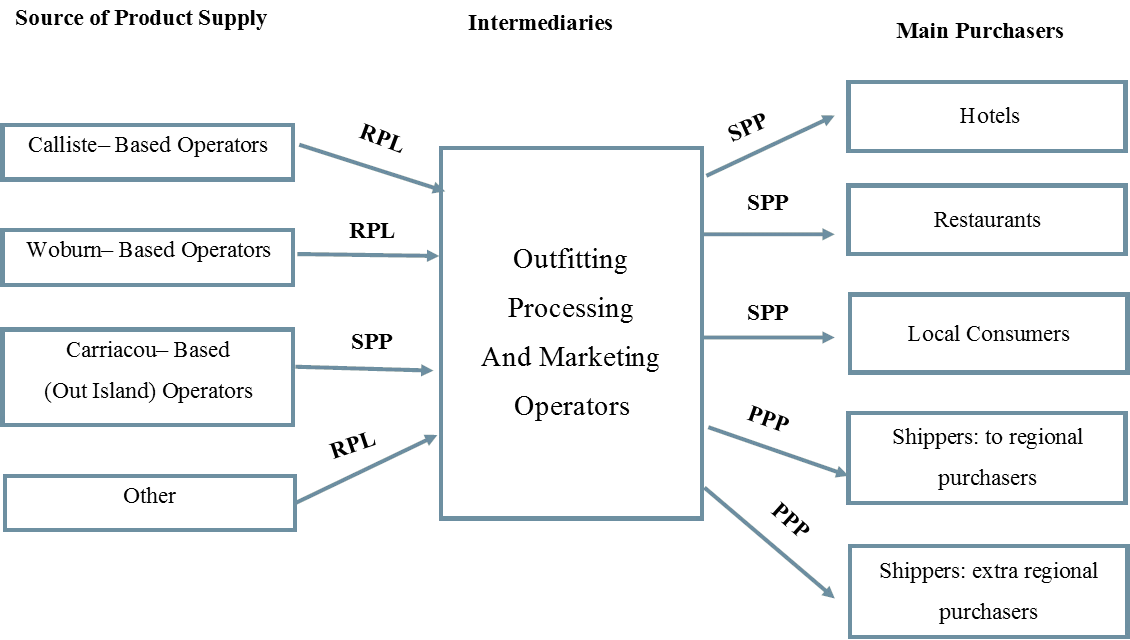 Source of Product Supply
Intermediaries
Main Purchasers
Calliste– Based Operators
RPL
Woburn– Based Operators
RPL
Carriacou– Based
(Out Island) Operators
SPP
Other
RPL
Outfitting
Processing
And Marketing
Operators
SPP
Hotels
SPP
Restaurants
SPP
Local Consumers
PPP
Shippers: to regional
purchasers
PPP
Shippers: extra regional
purchasers